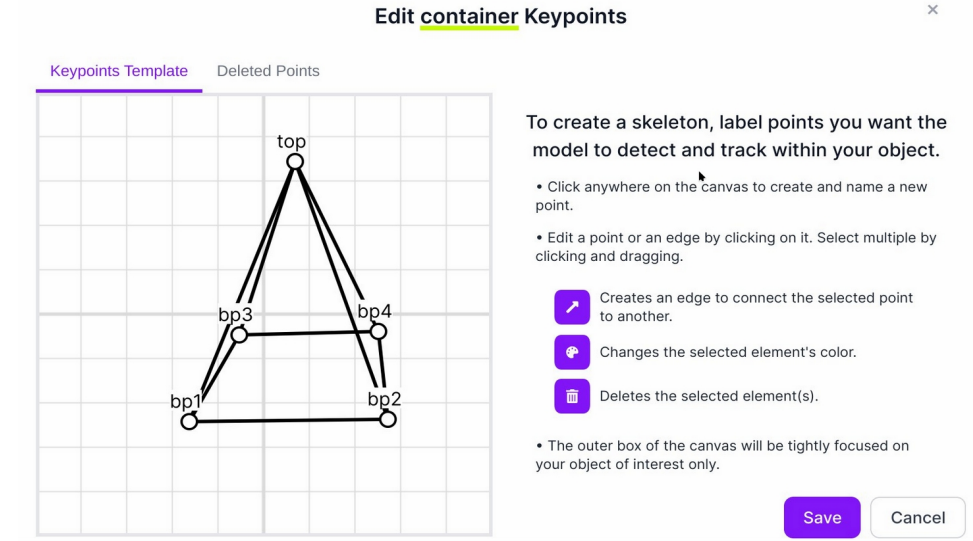 Edit container Keypoints
×
Keypoints Template
Deleted Points
top
bp3
bp4
bp1
bp2
To create a skeleton, label points you want the
model to detect and track within your object.
• Click anywhere on the canvas to create and name a new
point.
• Edit a point or an edge by clicking on it. Select multiple by
clicking and dragging.
Creates an edge to connect the selected point
to another.
Changes the selected element's color.
Deletes the selected element(s).
• The outer box of the canvas will be tightly focused on
your object of interest only.
Save
Cancel